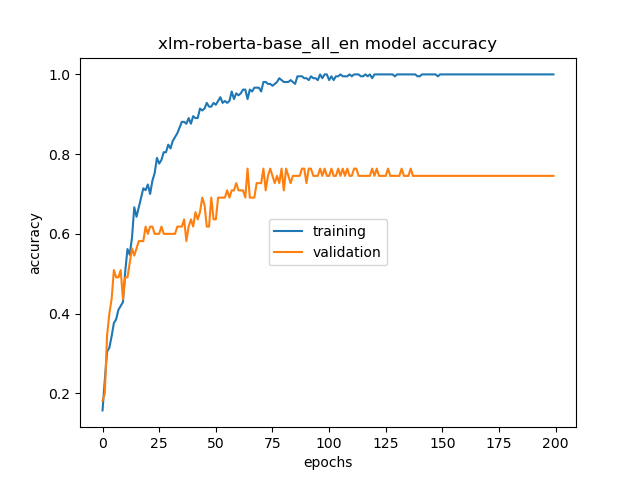 xlm-roberta-base_all_en model accuracy
accuracy
1.0
0.8
0.6
0.4
0.2
training
validation
0 25 50 75 100 125 150 175 200
epochs